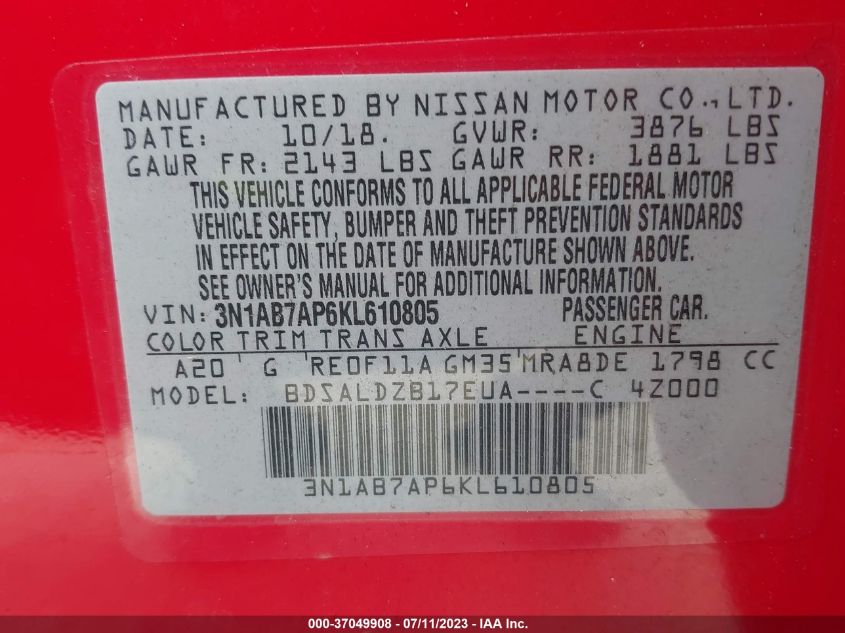 MANUFACTURED BY NISSAN MOTOR CO.,LTD.
DATE: 10/18. GVWR: 3876 LBS
GAWR FR: 2143 LBS GAWR RR: 1881 LBS
THIS VEHICLE CONFORMS TO ALL APPLICABLE FEDERAL MOTOR
VEHICLE SAFETY, BUMPER AND THEFT PREVENTION STANDARDS
IN EFFECT ON THE DATE OF MANUFACTURE SHOWN ABOVE.
SEE OWNER'S MANUAL FOR ADDITIONAL INFORMATION.
VIN: 3N1AB7AP6KL610805 PASSENGER CAR.
COLOR TRIM TRANS AXLE ENGINE
A20 G RE0F11A GM35 MRA8DE 1798 CC
MODEL: BDSALDZB17EUA----C 4Z000
3N1AB7AP6KL610805
000-37049908 - 07/11/2023 - IAA Inc.